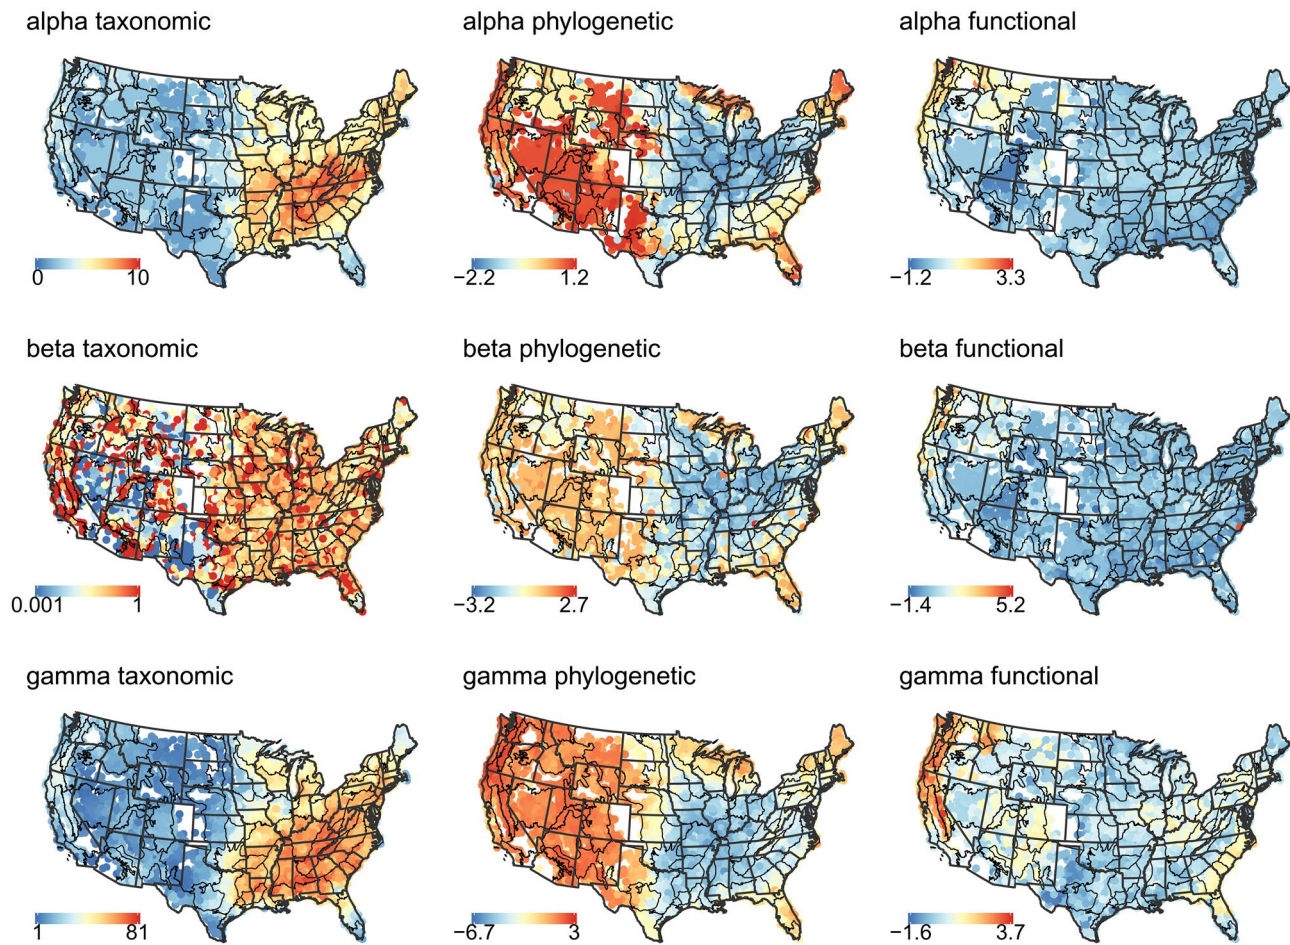 alpha taxonomic
alpha phylogenetic
alpha functional
0 10
−2.2 1.2
−1.2 3.3
beta taxonomic
beta phylogenetic
beta functional
0.001 1
−3.2 2.7
−1.4 5.2
gamma taxonomic
gamma phylogenetic
gamma functional
1 81
−6.7 3
−1.6 3.7